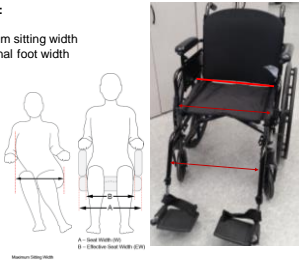 :
m sitting width
nal foot width
B
A
A – Seat Width (W)
B – Effective Seat Width (EW)
Maximum Sitting Width